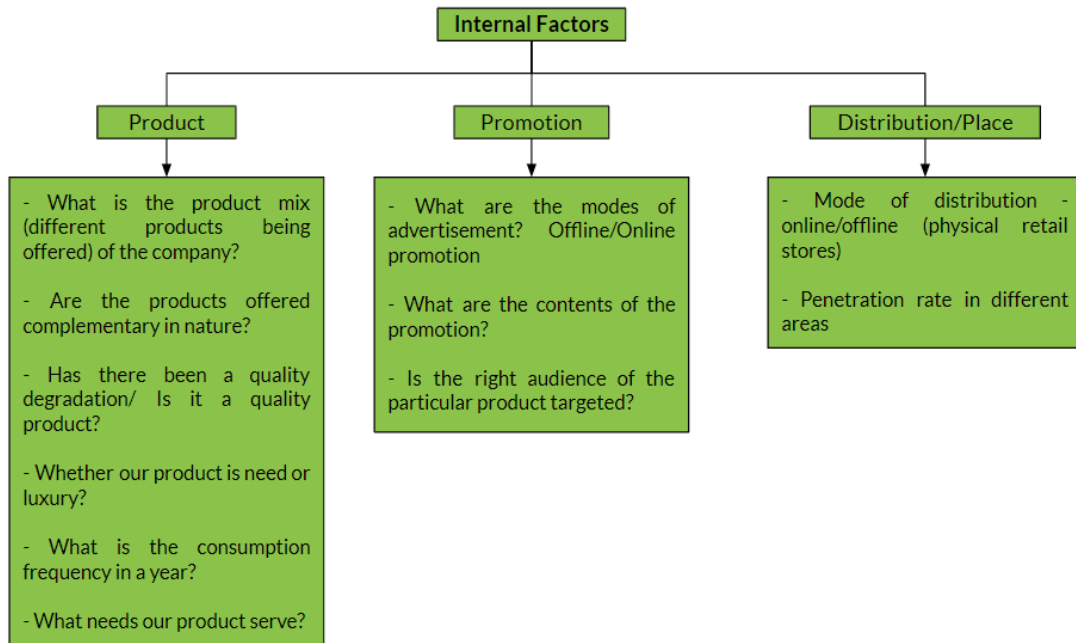 Internal Factors
Product
Promotion
Distribution/Place
- What is the product mix
(different products being
offered) of the company?
- Are the products offered
complementary in nature?
- Has there been a quality
degradation/ Is it a quality
product?
- Whether our product is need or
luxury?
- What is the consumption
frequency in a year?
- What needs our product serve?
- What are the modes of
advertisement? Offline/Online
promotion
- What are the contents of the
promotion?
- Is the right audience of the
particular product targeted?
- Mode of distribution -
online/offline (physical retail
stores)
- Penetration rate in different
areas